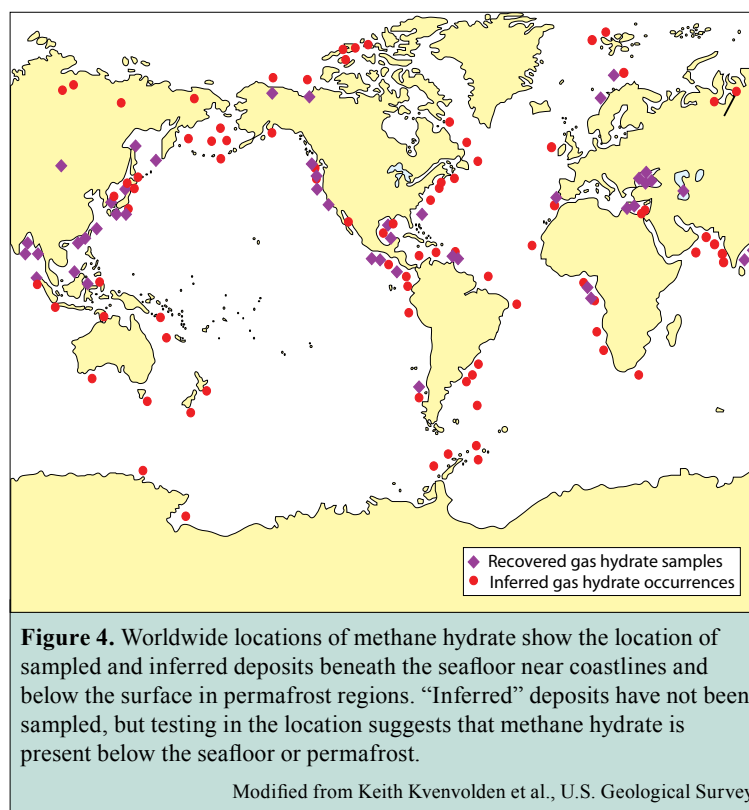 Recovered gas hydrate samples
Inferred gas hydrate occurrences
Figure 4. Worldwide locations of methane hydrate show the location of
sampled and inferred deposits beneath the seafloor near coastlines and
below the surface in permafrost regions. “Inferred” deposits have not been
sampled, but testing in the location suggests that methane hydrate is
present below the seafloor or permafrost.
Modified from Keith Kvenvolden et al., U.S. Geological Survey